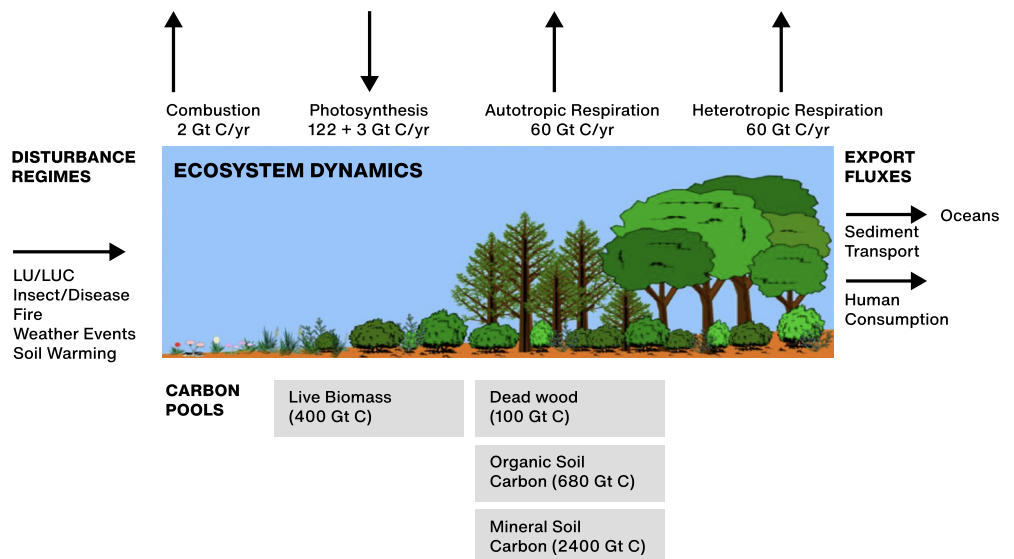 Combustion
2 Gt C/yr
Photosynthesis
122 + 3 Gt C/yr
Autotropic Respiration
60 Gt C/yr
Heterotropic Respiration
60 Gt C/yr
DISTURBANCE
REGIMES
ECOSYSTEM DYNAMICS
EXPORT
FLUXES
Oceans
Sediment
Transport
LU/LUC
Insect/Disease
Fire
Weather Events
Soil Warming
Human
Consumption
CARBON
POOLS
Live Biomass
(400 Gt C)
Dead wood
(100 Gt C)
Organic Soil
Carbon (680 Gt C)
Mineral Soil
Carbon (2400 Gt C)